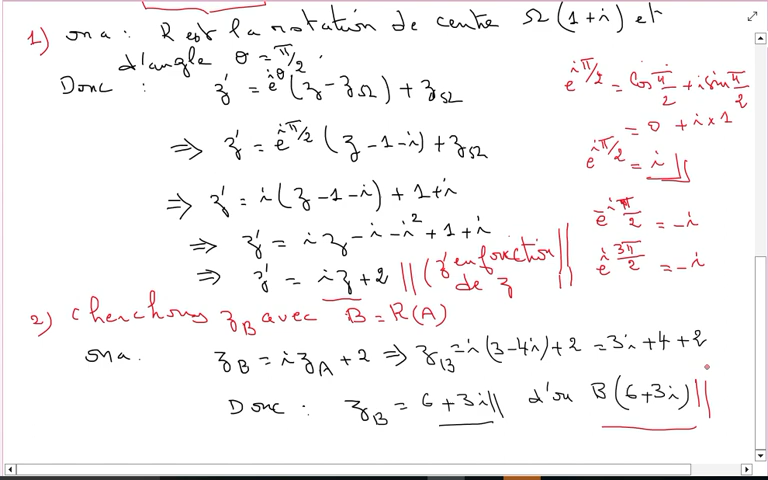 1) ona : R est la rotation de centre Ω(1+i) et
d'angle θ = π/2.
Donc : z' = e^{iθ}(z - z_Ω) + z_Ω
⇒ z' = e^{iπ/2}(z - 1 - i) + z_Ω
⇒ z' = i(z - 1 - i) + 1+i
⇒ z' = iz - i - i² + 1 + i
⇒ z' = iz + 2 || (z' en fonction
de z ||
e^{iπ/2} = cos π/2 + i sin π/2
= 0 + i × 1
e^{iπ/2} = i ||
e^{-iπ/2} = -i
e^{i3π/2} = -i
2) cherchons z_B avec B = R(A)
ona. z_B = i z_A + 2 ⇒ z_B = i(3-4i) + 2 = 3i + 4 + 2
Donc : z_B = 6 + 3i || d'où B(6+3i) ||